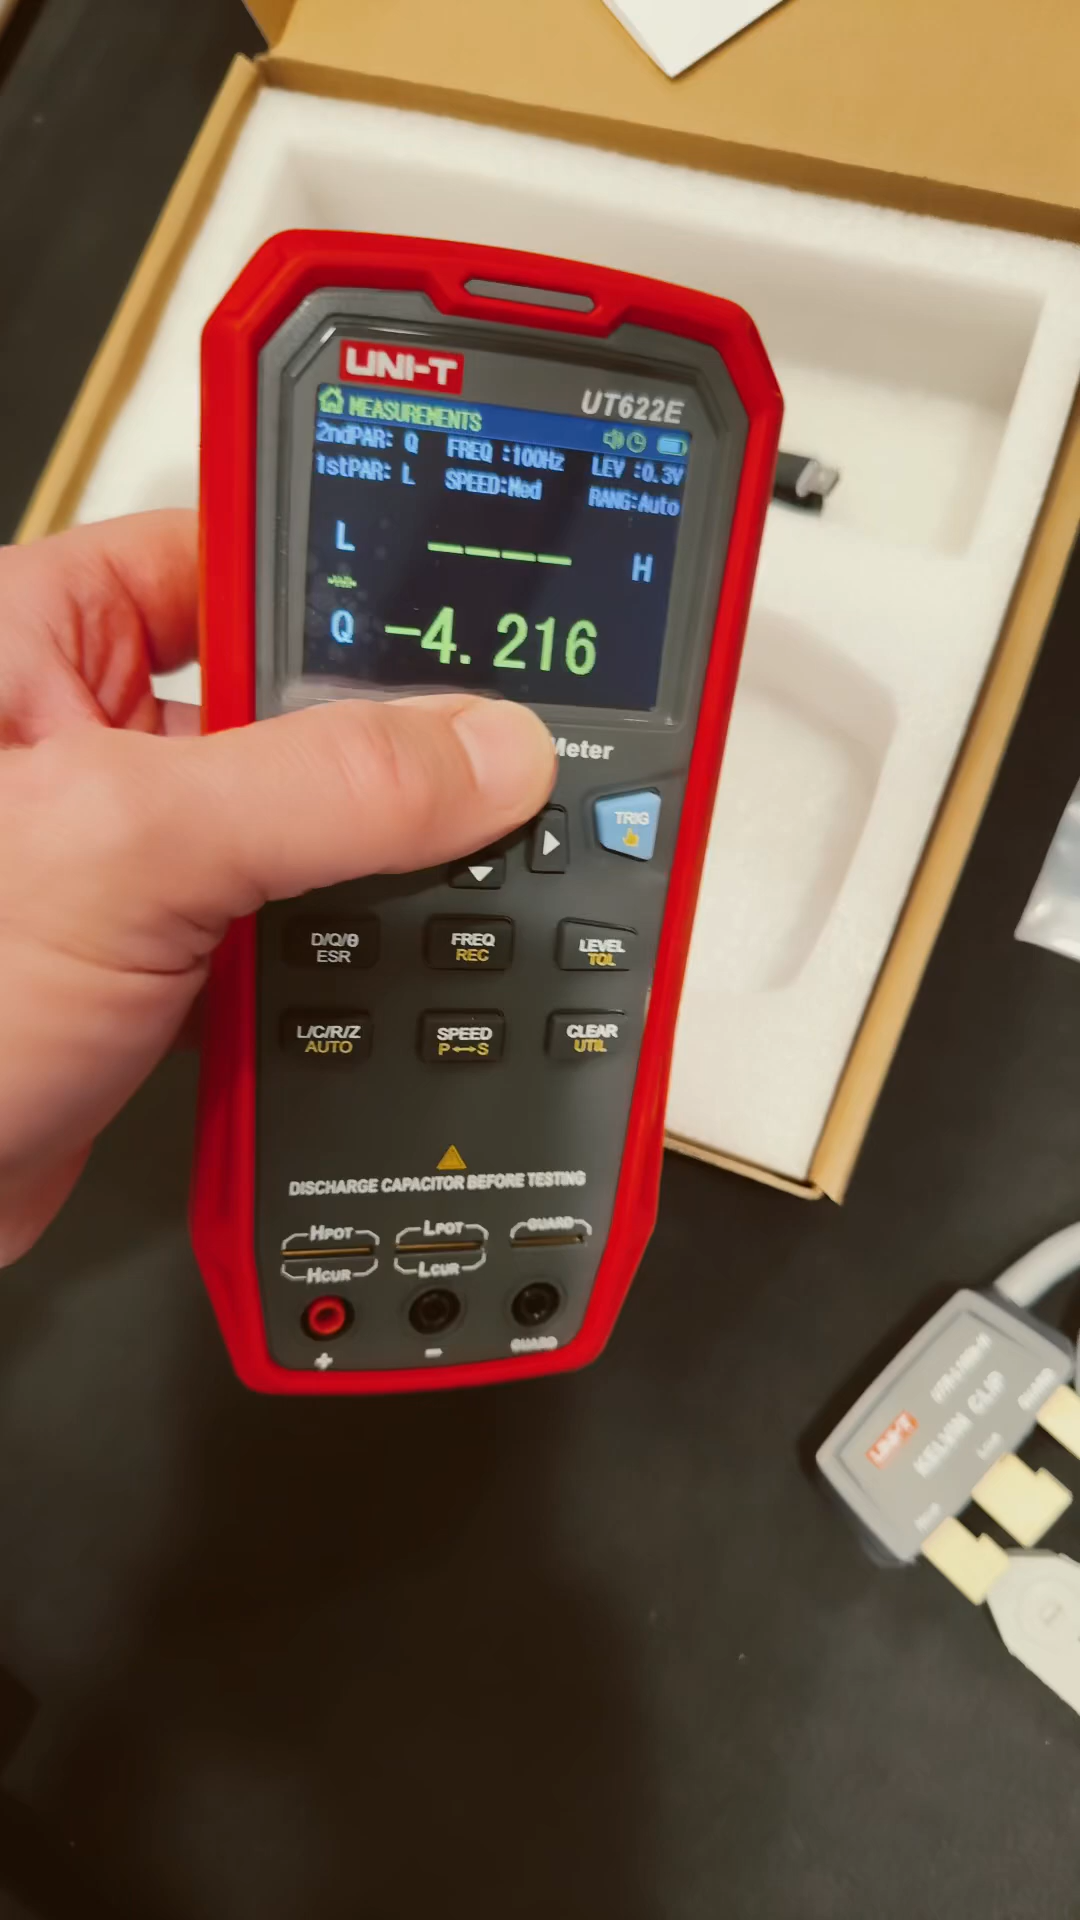 UNI-T
UT622E
MEASUREMENTS
2ndPAR: Q FREQ :100Hz LEV :0.3V
1stPAR: L SPEED:Med RANG:Auto
L ---- H
Q -4.216
Meter
TRIG
D/Q/θ FREQ LEVEL
ESR REC TOL
L/C/R/Z SPEED CLEAR
AUTO P↔S UTIL
DISCHARGE CAPACITOR BEFORE TESTING
HPOT LPOT GUARD
HCUR LCUR
+ - GUARD
UNI-T
KELVIN CLIP
GUARD